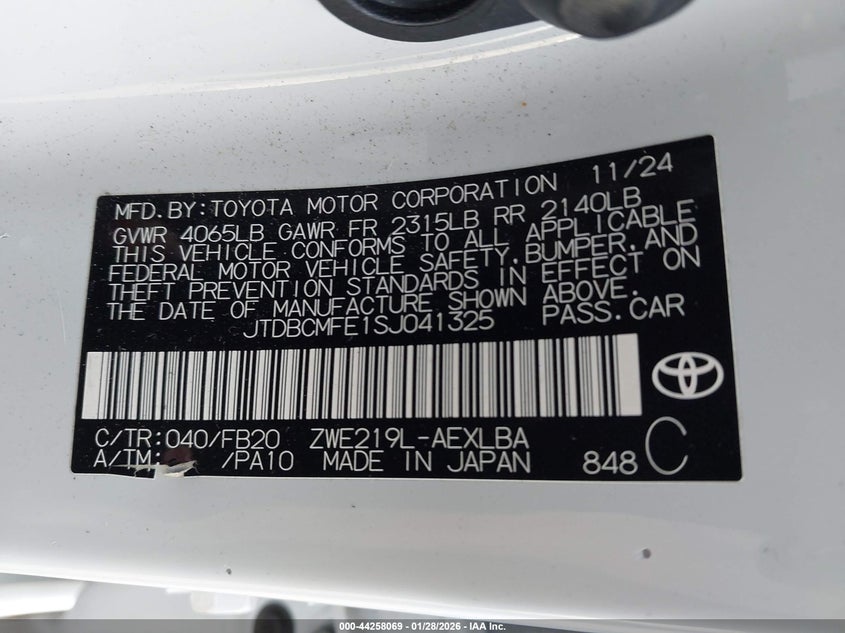 MFD.BY:TOYOTA MOTOR CORPORATION 11/24
GVWR 4065LB GAWR FR 2315LB RR 2140LB
THIS VEHICLE CONFORMS TO ALL APPLICABLE
FEDERAL MOTOR VEHICLE SAFETY,BUMPER,AND
THEFT PREVENTION STANDARDS IN EFFECT ON
THE DATE OF MANUFACTURE SHOWN ABOVE.
JTDBCMFE1SJ041325 PASS.CAR
C/TR:040/FB20 ZWE219L-AEXLBA
A/TM: /PA10 MADE IN JAPAN 848 C
000-44258069 | 01/28/2026 | IAA Inc.